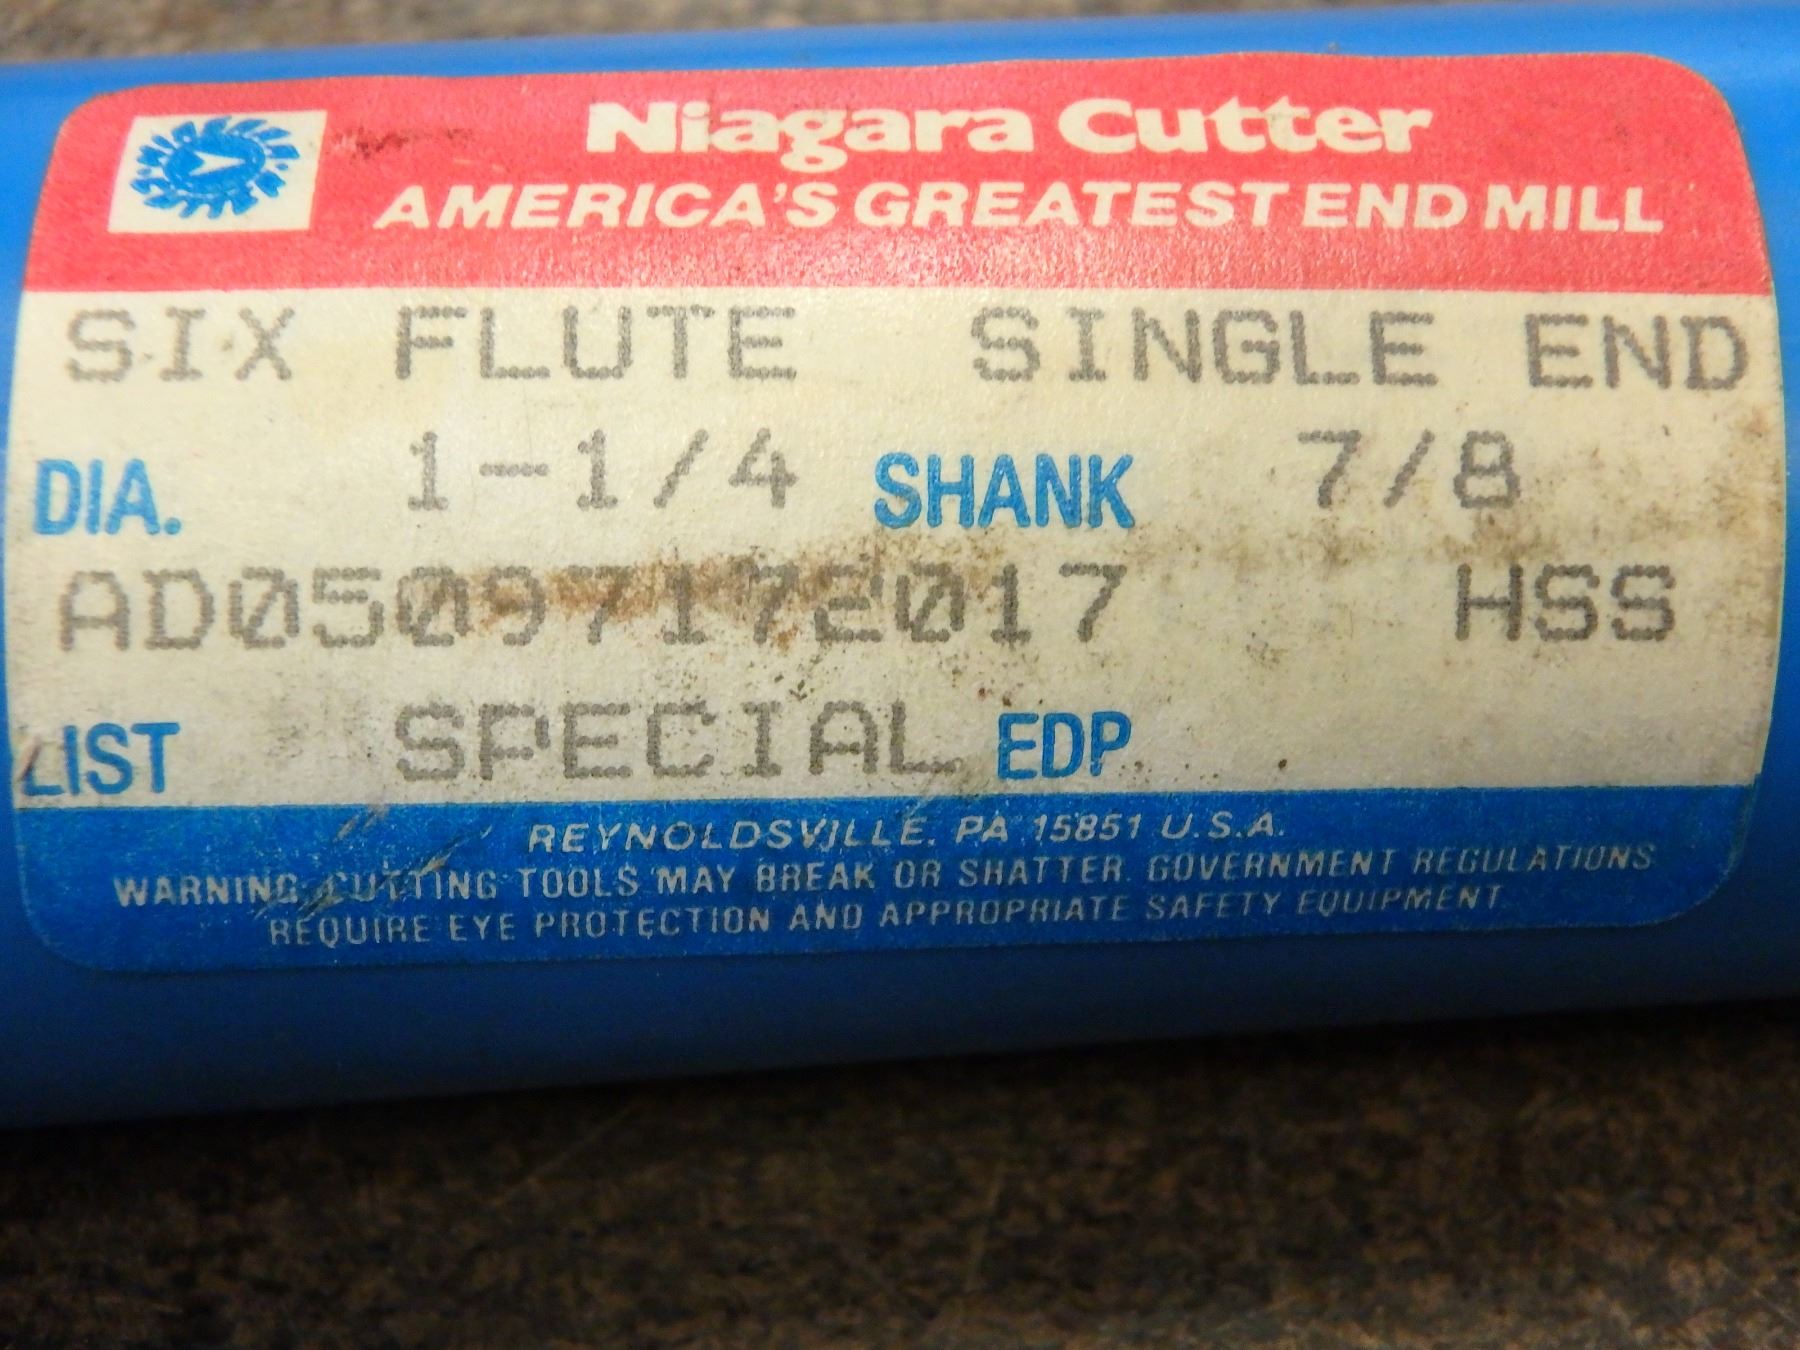 Niagara Cutter
AMERICA'S GREATEST END MILL
SIX FLUTE SINGLE END
DIA. 1-1/4 SHANK 7/8
AD05097172017 HSS
LIST SPECIAL EDP
REYNOLDSVILLE, PA 15851 U.S.A.
WARNING: CUTTING TOOLS MAY BREAK OR SHATTER. GOVERNMENT REGULATIONS
REQUIRE EYE PROTECTION AND APPROPRIATE SAFETY EQUIPMENT.